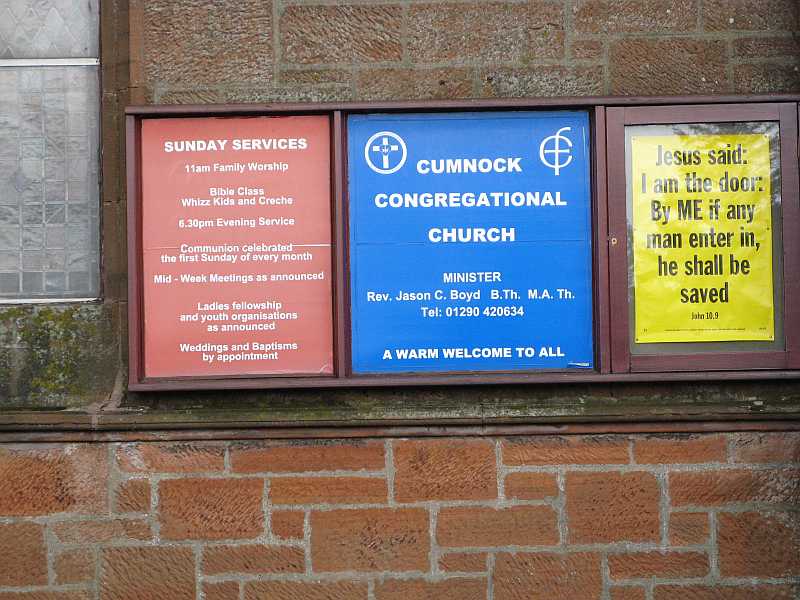 SUNDAY SERVICES
11am Family Worship
Bible Class
Whizz Kids and Creche
6.30pm Evening Service
Communion celebrated
the first Sunday of every month
Mid - Week Meetings as announced
Ladies fellowship
and youth organisations
as announced
Weddings and Baptisms
by appointment
CUMNOCK
CONGREGATIONAL
CHURCH
MINISTER
Rev. Jason C. Boyd B.Th. M.A. Th.
Tel: 01290 420634
A WARM WELCOME TO ALL
Jesus said:
I am the door:
By ME if any
man enter in,
he shall be
saved
John 10.9